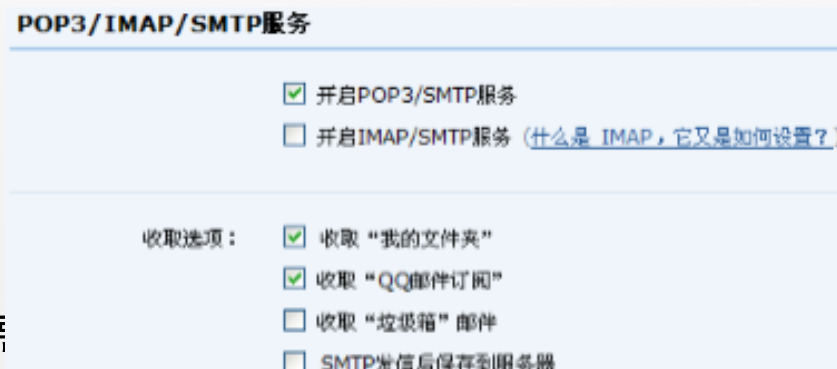 POP3/IMAP/SMTP服务
开启POP3/SMTP服务
开启IMAP/SMTP服务 (什么是 IMAP，它又是如何设置？)
收取选项：
收取“我的文件夹”
收取“QQ邮件订阅”
收取“垃圾箱”邮件
SMTP发信后保存到服务器